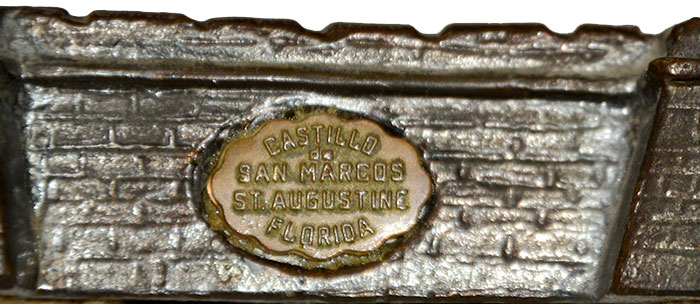 CASTILLO
de
SAN MARCOS
ST. AUGUSTINE
FLORIDA